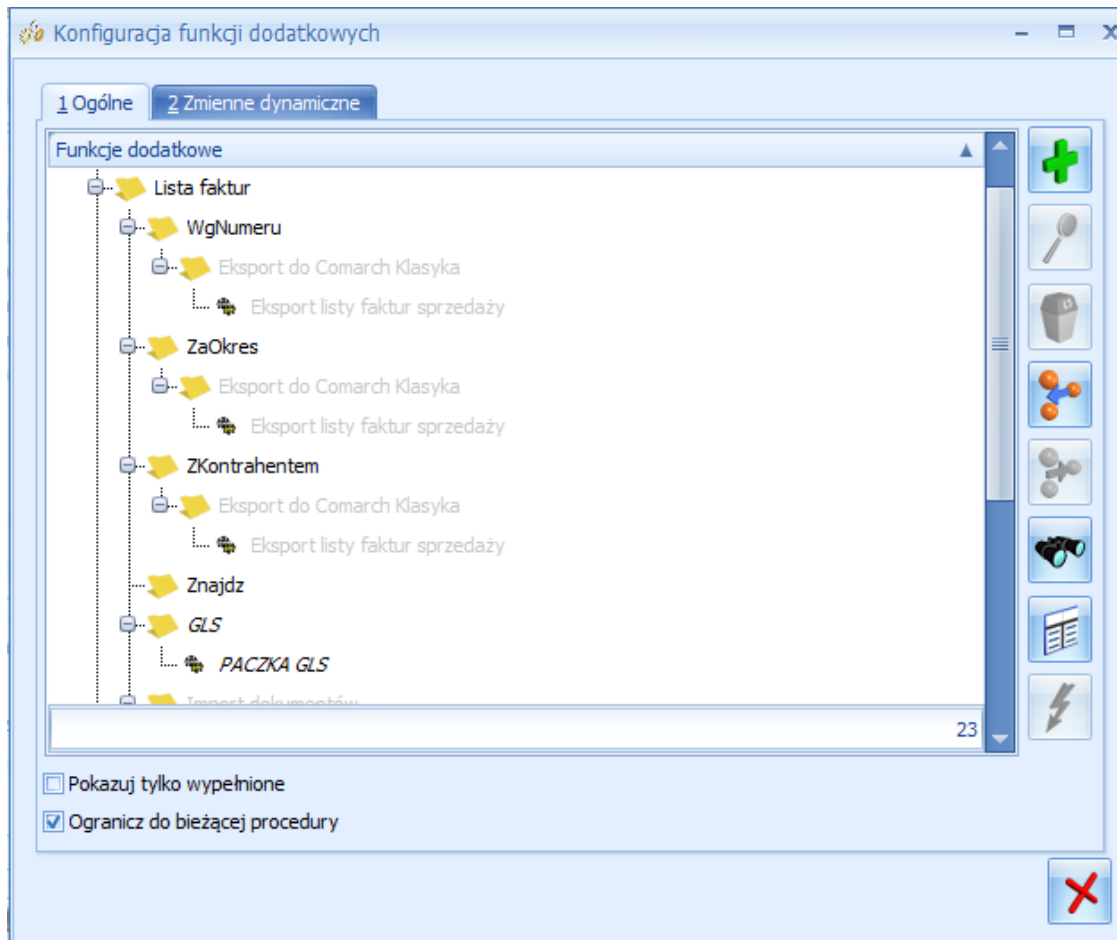 Konfiguracja funkcji dodatkowych
1 Ogólne
2 Zmienne dynamiczne
Funkcje dodatkowe
Lista faktur
WgNumeru
Eksport do Comarch Klasyka
Eksport listy faktur sprzedaży
ZaOkres
Eksport do Comarch Klasyka
Eksport listy faktur sprzedaży
ZKontrahentem
Eksport do Comarch Klasyka
Eksport listy faktur sprzedaży
Znajdz
GLS
PACZKA GLS
Import dokumentów
23
Pokazuj tylko wypełnione
Ogranicz do bieżącej procedury